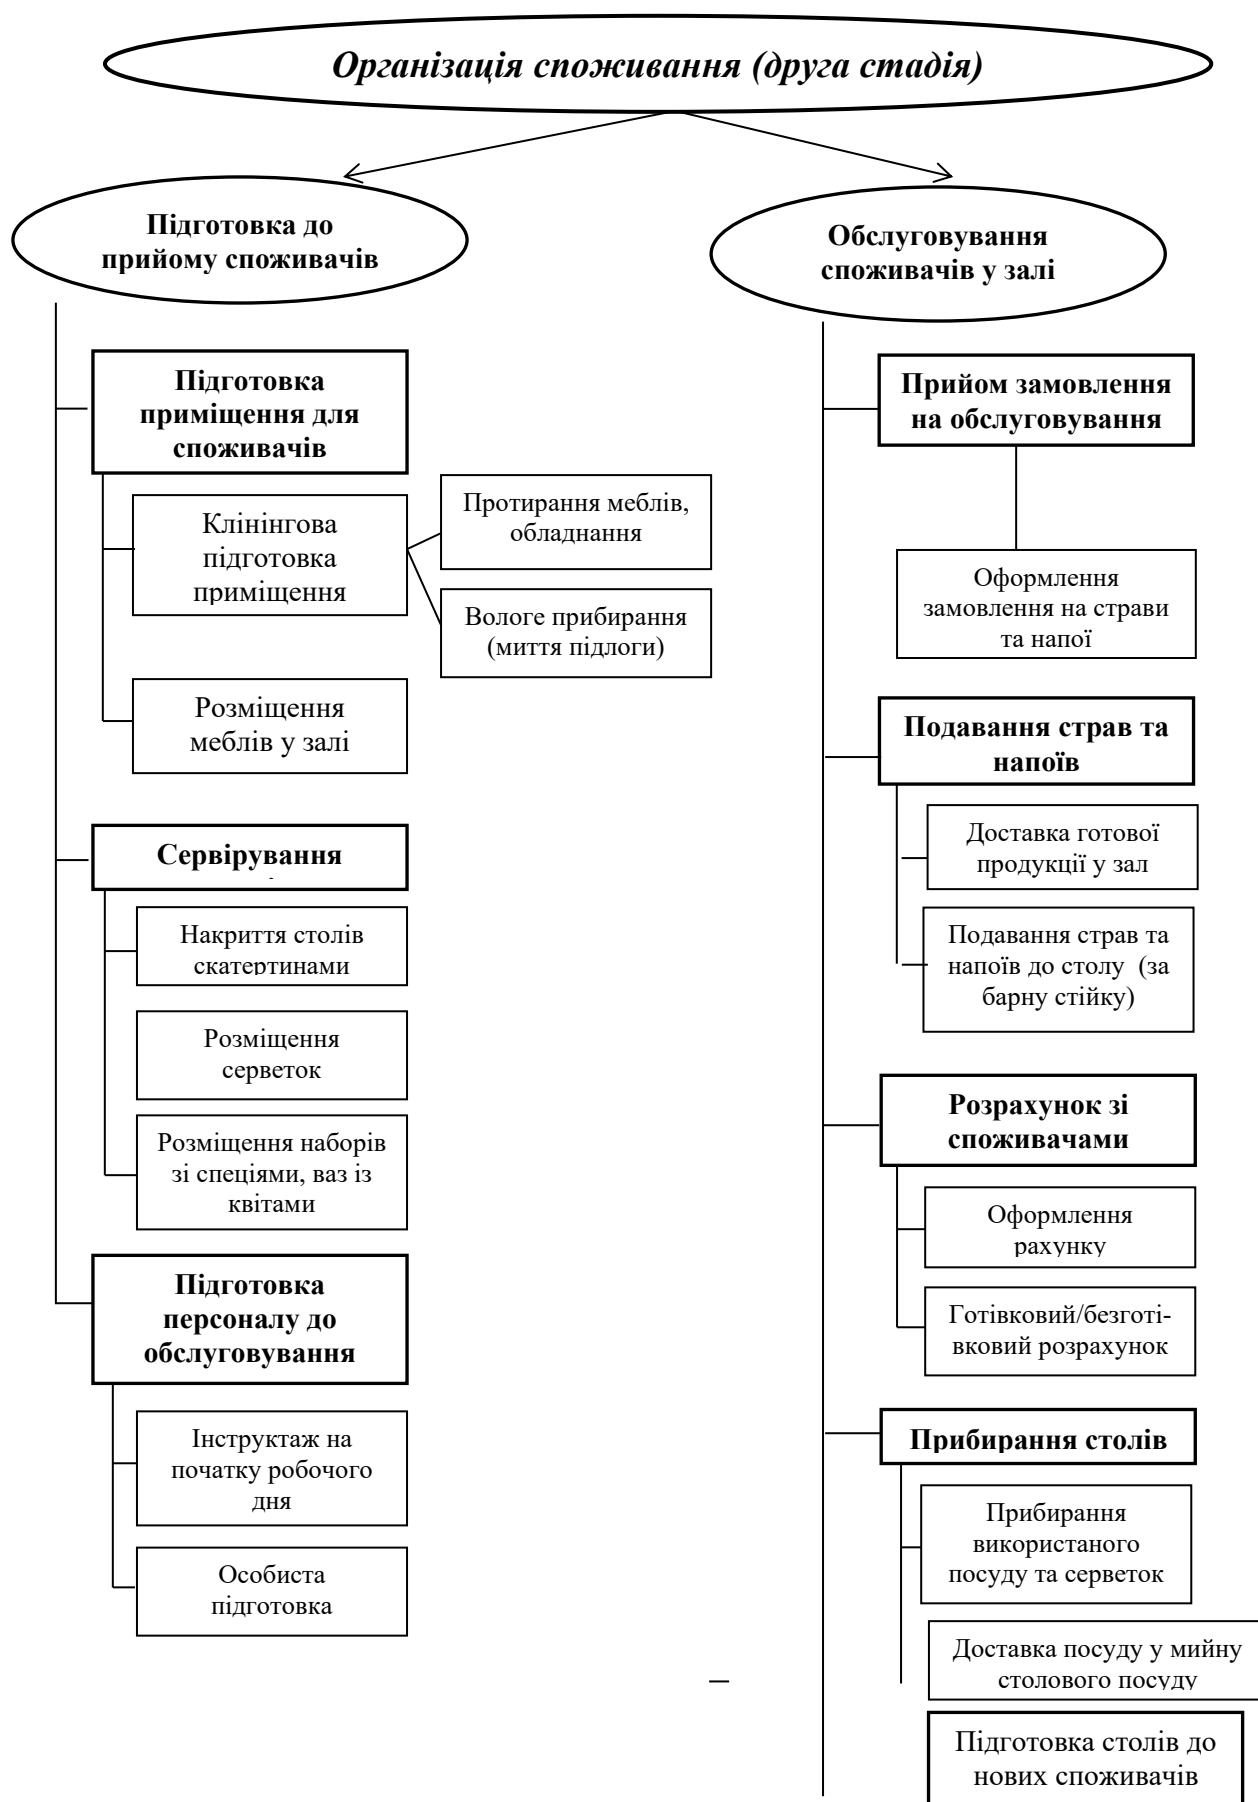 Організація споживання (друга стадія)
Підготовка до
прийому споживачів
Підготовка
приміщення для
споживачів
Клінінгова
підготовка
приміщення
Протирання меблів,
обладнання
Вологе прибирання
(миття підлоги)
Розміщення
меблів у залі
Сервірування
Накриття столів
скатертинами
Розміщення
серветок
Розміщення наборів
зі спеціями, ваз із
квітами
Підготовка
персоналу до
обслуговування
Інструктаж на
початку робочого
дня
Особиста
підготовка
Обслуговування
споживачів у залі
Прийом замовлення
на обслуговування
Оформлення
замовлення на страви
та напої
Подавання страв та
напоїв
Доставка готової
продукції у зал
Подавання страв та
напоїв до столу (за
барну стійку)
Розрахунок зі
споживачами
Оформлення
рахунку
Готівковий/безготі-
вковий розрахунок
Прибирання столів
Прибирання
використаного
посуду та серветок
Доставка посуду у мийну
столового посуду
Підготовка столів до
нових споживачів